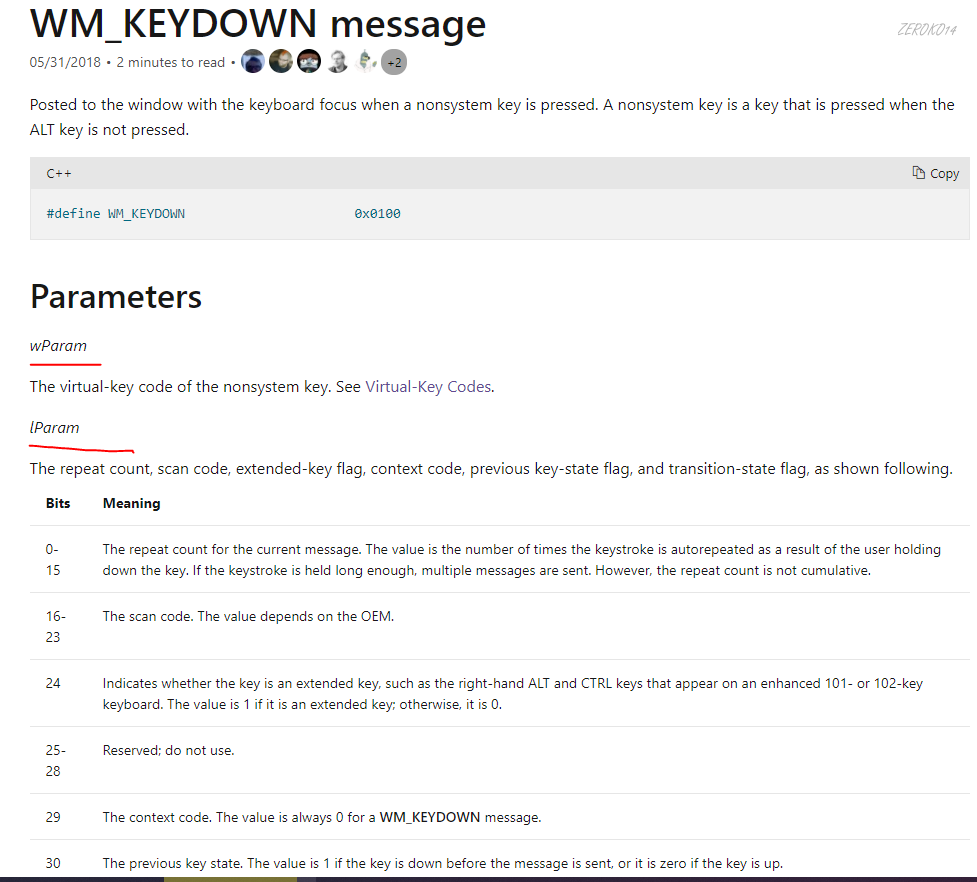 WM_KEYDOWN message
ZEROKO14
05/31/2018 • 2 minutes to read • +2
Posted to the window with the keyboard focus when a nonsystem key is pressed. A nonsystem key is a key that is pressed when the
ALT key is not pressed.
C++ Copy
#define WM_KEYDOWN 0x0100
Parameters
wParam
The virtual-key code of the nonsystem key. See Virtual-Key Codes.
lParam
The repeat count, scan code, extended-key flag, context code, previous key-state flag, and transition-state flag, as shown following.
Bits Meaning
0- The repeat count for the current message. The value is the number of times the keystroke is autorepeated as a result of the user holding
15 down the key. If the keystroke is held long enough, multiple messages are sent. However, the repeat count is not cumulative.
16- The scan code. The value depends on the OEM.
23
24 Indicates whether the key is an extended key, such as the right-hand ALT and CTRL keys that appear on an enhanced 101- or 102-key
keyboard. The value is 1 if it is an extended key; otherwise, it is 0.
25- Reserved; do not use.
28
29 The context code. The value is always 0 for a WM_KEYDOWN message.
30 The previous key state. The value is 1 if the key is down before the message is sent, or it is zero if the key is up.